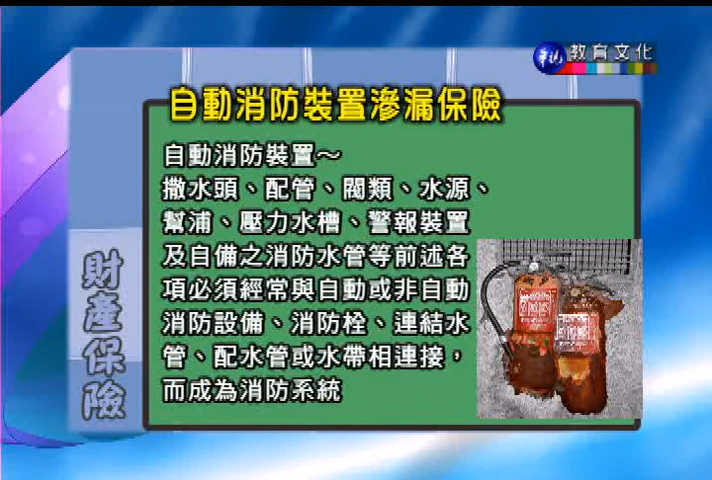 華視
教育文化
自動消防裝置滲漏保險
自動消防裝置～
撒水頭、配管、閥類、水源、
幫浦、壓力水槽、警報裝置
及自備之消防水管等前述各
項必須經常與自動或非自動
消防設備、消防栓、連結水
管、配水管或水帶相連接，
而成為消防系統
財產保險